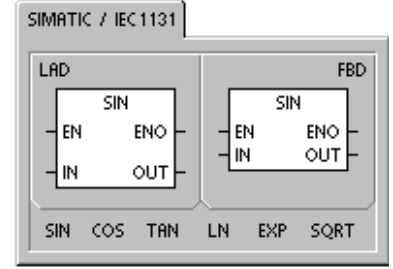 SIMATIC / IEC1131
LAD FBD
SIN SIN
EN ENO EN ENO
IN OUT IN OUT
SIN COS TAN LN EXP SQRT